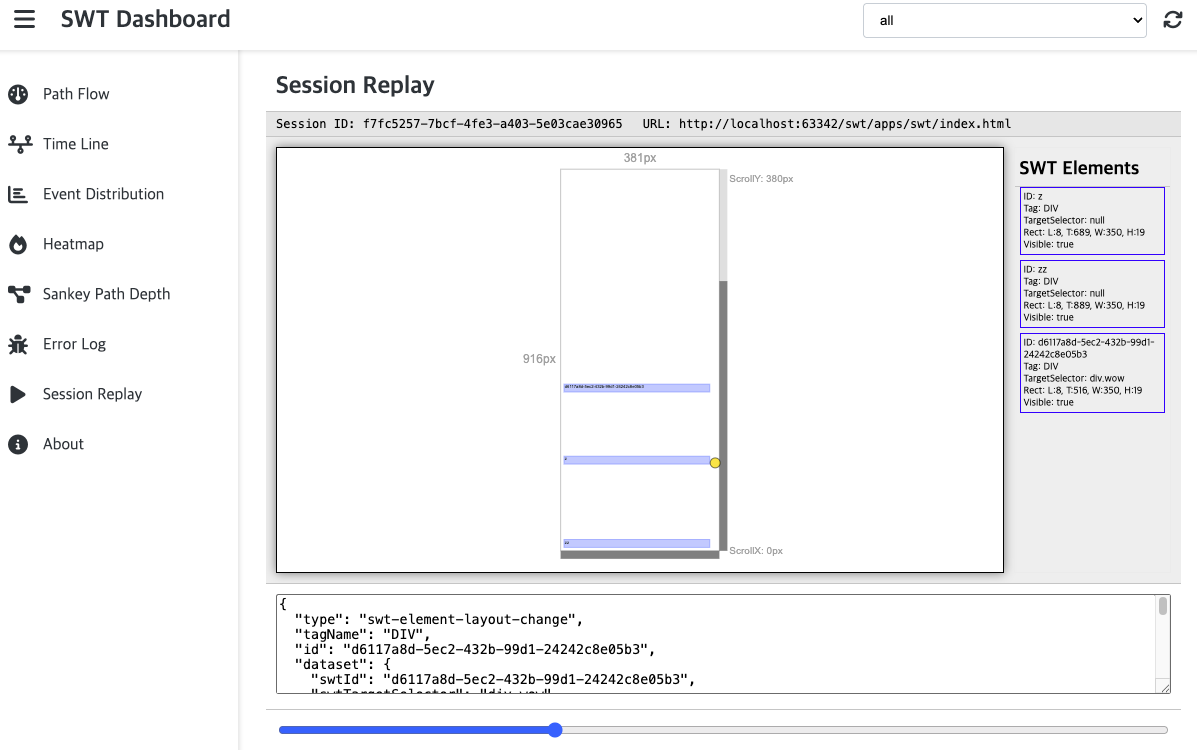 SWT Dashboard
all
Path Flow
Time Line
Event Distribution
Heatmap
Sankey Path Depth
Error Log
Session Replay
About
Session Replay
Session ID: f7fc5257-7bcf-4fe3-a403-5e03cae30965 URL: http://localhost:63342/swt/apps/swt/index.html
381px
ScrollY: 380px
916px
d6117a8d-5ec2-432b-99d1-24242c8e05b3
z
zz
ScrollX: 0px
SWT Elements
ID: z
Tag: DIV
TargetSelector: null
Rect: L:8, T:689, W:350, H:19
Visible: true
ID: zz
Tag: DIV
TargetSelector: null
Rect: L:8, T:889, W:350, H:19
Visible: true
ID: d6117a8d-5ec2-432b-99d1-
24242c8e05b3
Tag: DIV
TargetSelector: div.wow
Rect: L:8, T:516, W:350, H:19
Visible: true
{
"type": "swt-element-layout-change",
"tagName": "DIV",
"id": "d6117a8d-5ec2-432b-99d1-24242c8e05b3",
"dataset": {
"swtId": "d6117a8d-5ec2-432b-99d1-24242c8e05b3",
"swtTargetSelector": "div.wow"